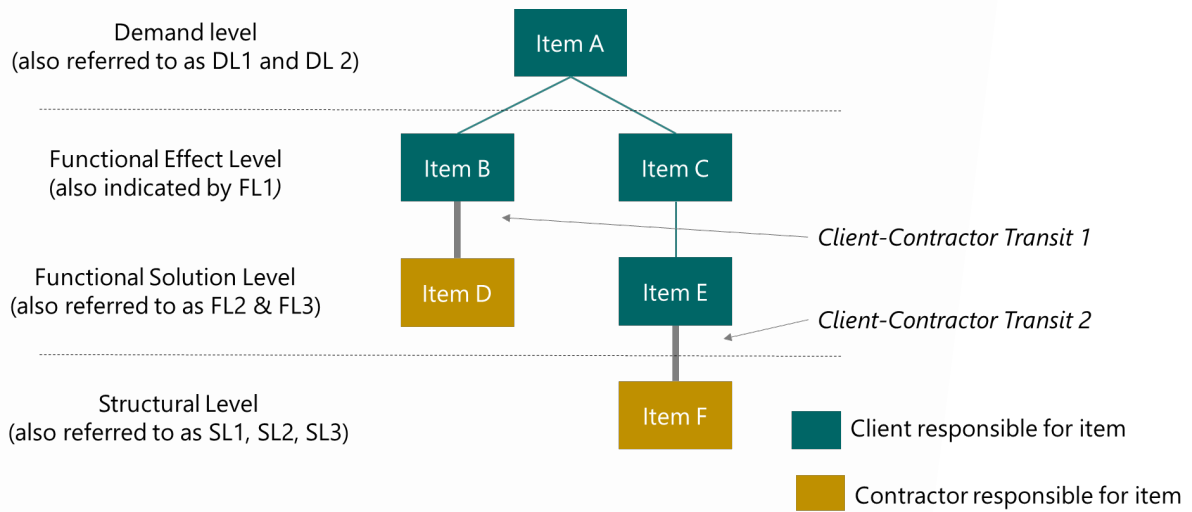 Demand level
(also referred to as DL1 and DL 2)
Item A
Functional Effect Level
(also indicated by FL1)
Item B
Item C
Client-Contractor Transit 1
Functional Solution Level
(also referred to as FL2 & FL3)
Item D
Item E
Client-Contractor Transit 2
Structural Level
(also referred to as SL1, SL2, SL3)
Item F
Client responsible for item
Contractor responsible for item